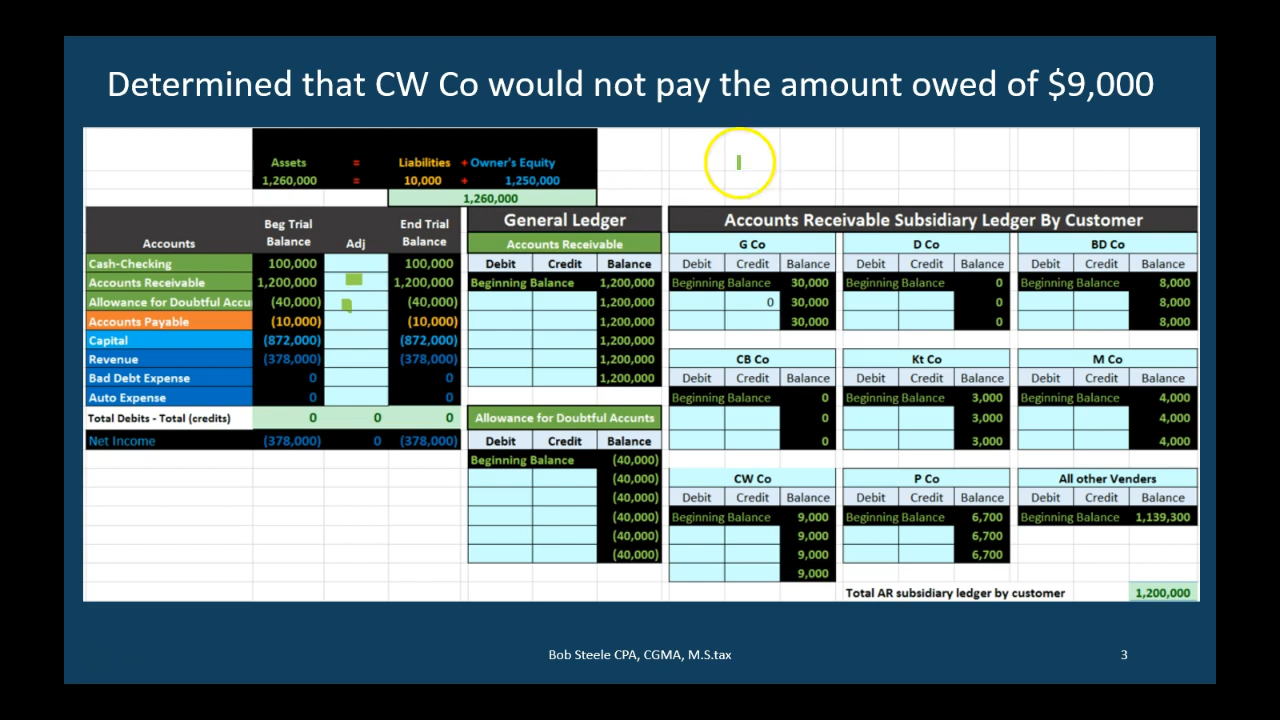 Determined that CW Co would not pay the amount owed of $9,000
Assets = Liabilities + Owner's Equity
1,260,000 = 10,000 + 1,250,000
1,260,000
Accounts Beg Trial Balance Adj End Trial Balance
Cash-Checking 100,000 100,000
Accounts Receivable 1,200,000 1,200,000
Allowance for Doubtful Accu (40,000) (40,000)
Accounts Payable (10,000) (10,000)
Capital (872,000) (872,000)
Revenue (378,000) (378,000)
Bad Debt Expense 0 0
Auto Expense 0 0
Total Debits - Total (credits) 0 0 0
Net Income (378,000) 0 (378,000)
General Ledger
Accounts Receivable
Debit Credit Balance
Beginning Balance 1,200,000
1,200,000
1,200,000
1,200,000
1,200,000
1,200,000
Allowance for Doubtful Accunts
Debit Credit Balance
Beginning Balance (40,000)
(40,000)
(40,000)
(40,000)
(40,000)
(40,000)
Accounts Receivable Subsidiary Ledger By Customer
G Co
Debit Credit Balance
Beginning Balance 30,000
0 30,000
30,000
D Co
Debit Credit Balance
Beginning Balance 0
0
0
BD Co
Debit Credit Balance
Beginning Balance 8,000
8,000
8,000
CB Co
Debit Credit Balance
Beginning Balance 0
0
0
Kt Co
Debit Credit Balance
Beginning Balance 3,000
3,000
3,000
M Co
Debit Credit Balance
Beginning Balance 4,000
4,000
4,000
CW Co
Debit Credit Balance
Beginning Balance 9,000
9,000
9,000
9,000
P Co
Debit Credit Balance
Beginning Balance 6,700
6,700
6,700
All other Venders
Debit Credit Balance
Beginning Balance 1,139,300
Total AR subsidiary ledger by customer 1,200,000
Bob Steele CPA, CGMA, M.S.tax 3